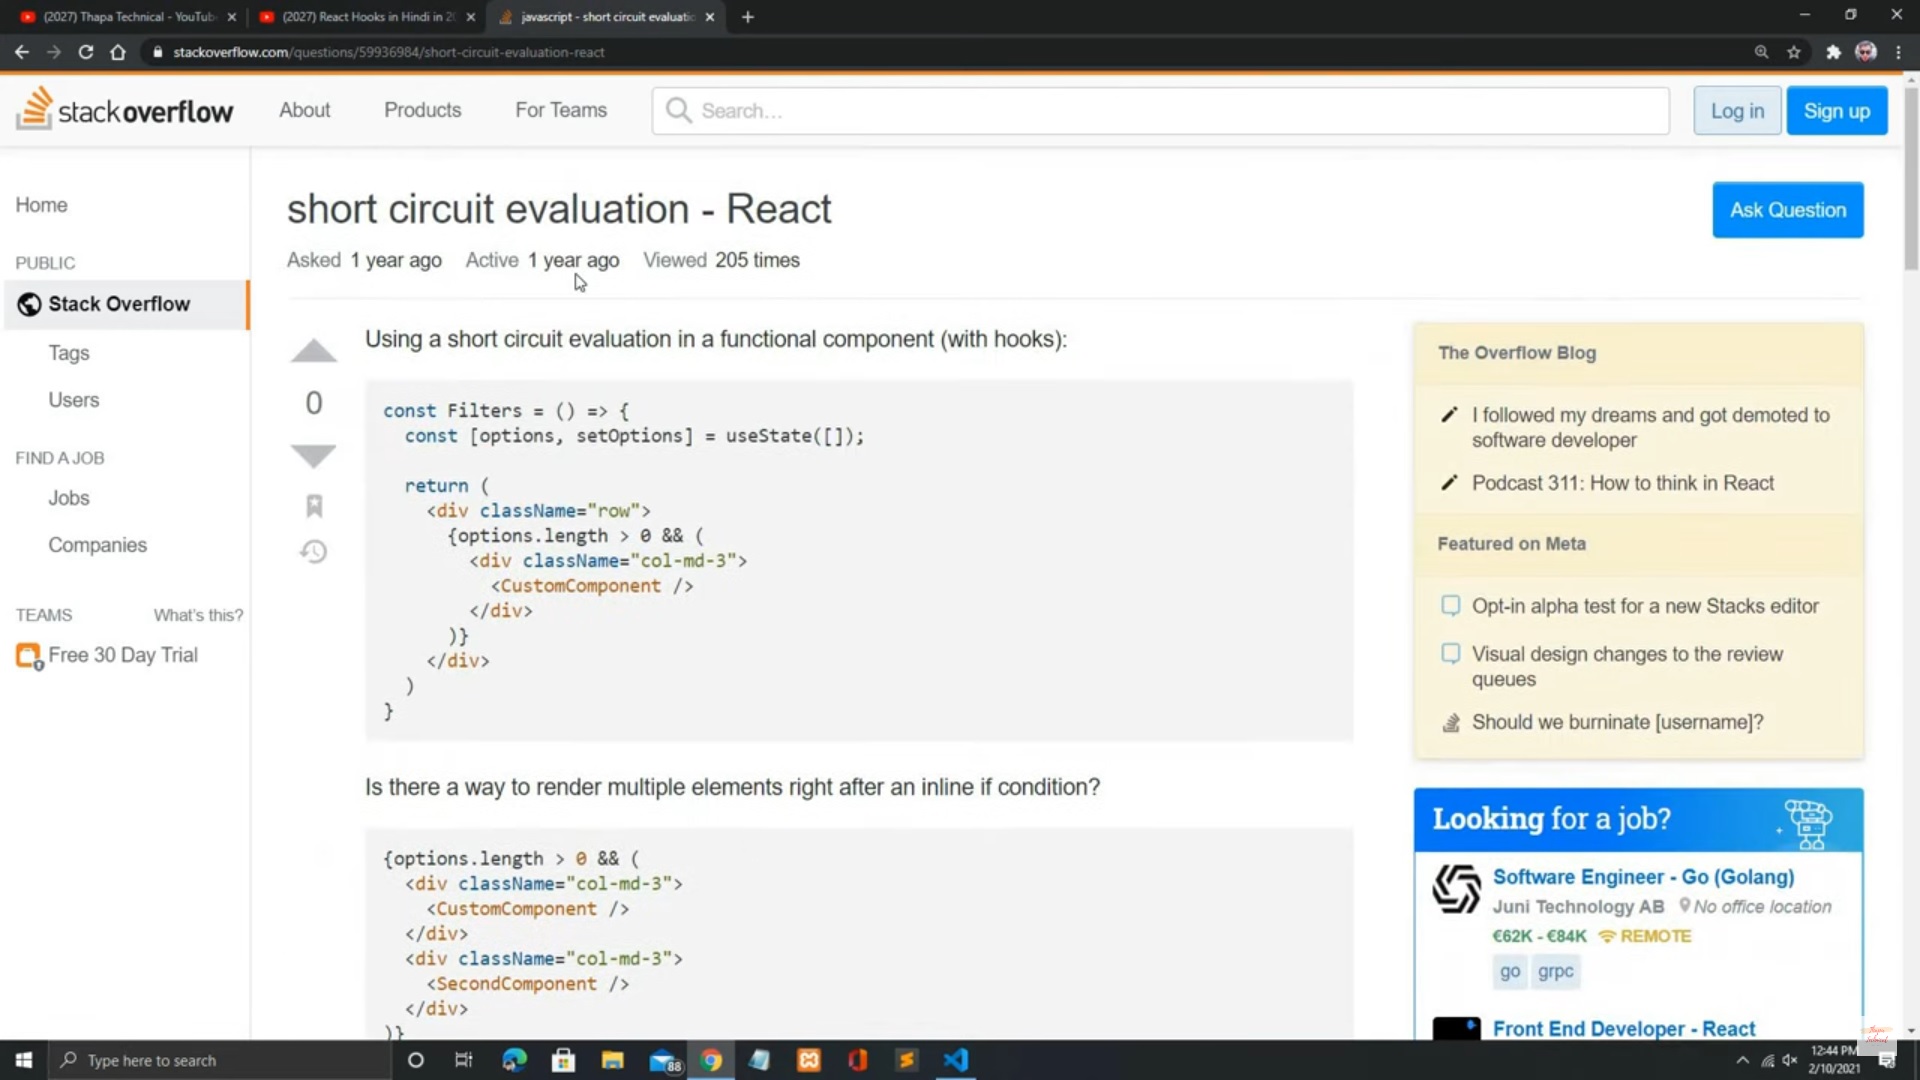 (2027) Thapa Technical - YouTub
(2027) React Hooks in Hindi in 20
javascript - short circuit evaluatio
stackoverflow.com/questions/59936984/short-circuit-evaluation-react
stack overflow
About
Products
For Teams
Search...
Log in
Sign up
Home
PUBLIC
Stack Overflow
Tags
Users
FIND A JOB
Jobs
Companies
TEAMS
What's this?
Free 30 Day Trial
short circuit evaluation - React
Ask Question
Asked 1 year ago Active 1 year ago Viewed 205 times
0
Using a short circuit evaluation in a functional component (with hooks):
const Filters = () => {
const [options, setOptions] = useState([]);
return (
<div className="row">
{options.length > 0 && (
<div className="col-md-3">
<CustomComponent />
</div>
)}
</div>
)
}
Is there a way to render multiple elements right after an inline if condition?
{options.length > 0 && (
<div className="col-md-3">
<CustomComponent />
</div>
<div className="col-md-3">
<SecondComponent />
</div>
)}
The Overflow Blog
I followed my dreams and got demoted to
software developer
Podcast 311: How to think in React
Featured on Meta
Opt-in alpha test for a new Stacks editor
Visual design changes to the review
queues
Should we burninate [username]?
Looking for a job?
Software Engineer - Go (Golang)
Juni Technology AB No office location
€62K - €84K REMOTE
go grpc
Front End Developer - React
Type here to search
88
12:44 PM
2/10/2021